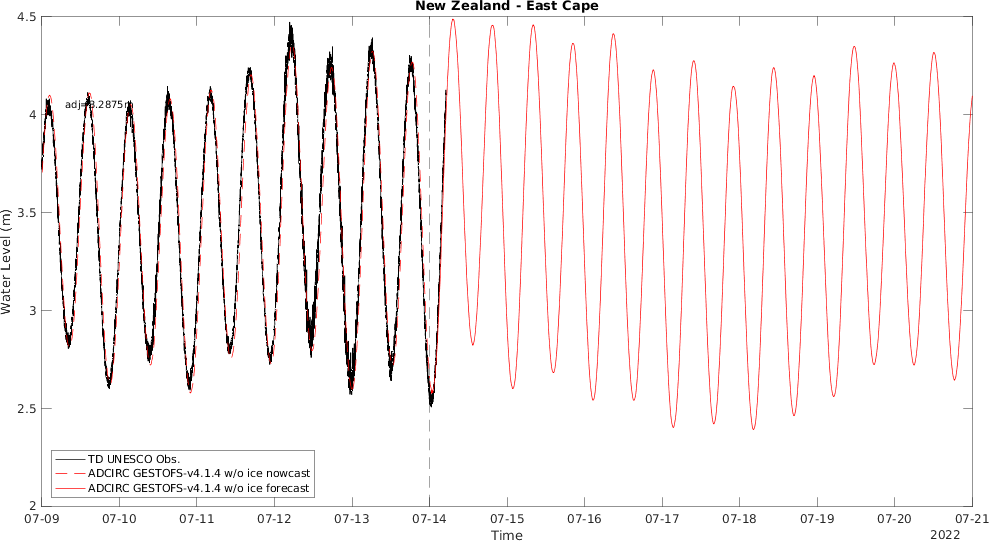 New Zealand - East Cape
4.5
4
3.5
3
2.5
2
Water Level (m)
adj=3.2875m
TD UNESCO Obs.
ADCIRC GESTOFS-v4.1.4 w/o ice nowcast
ADCIRC GESTOFS-v4.1.4 w/o ice forecast
07-09 07-10 07-11 07-12 07-13 07-14 07-15 07-16 07-17 07-18 07-19 07-20 07-21
Time
2022